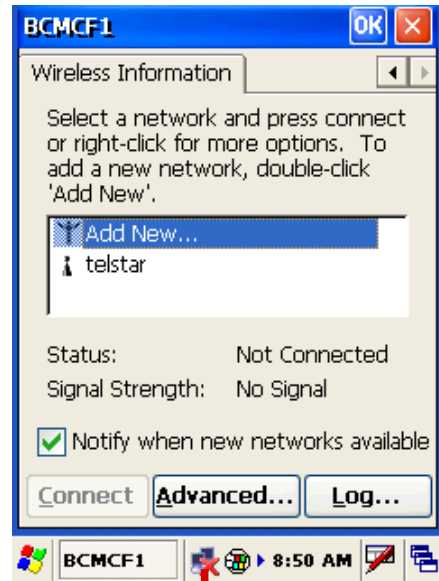 BCMCF1 OK
Wireless Information
Select a network and press connect
or right-click for more options. To
add a new network, double-click
'Add New'.
Add New...
telstar
Status: Not Connected
Signal Strength: No Signal
Notify when new networks available
Connect Advanced... Log...
BCMCF1 8:50 AM